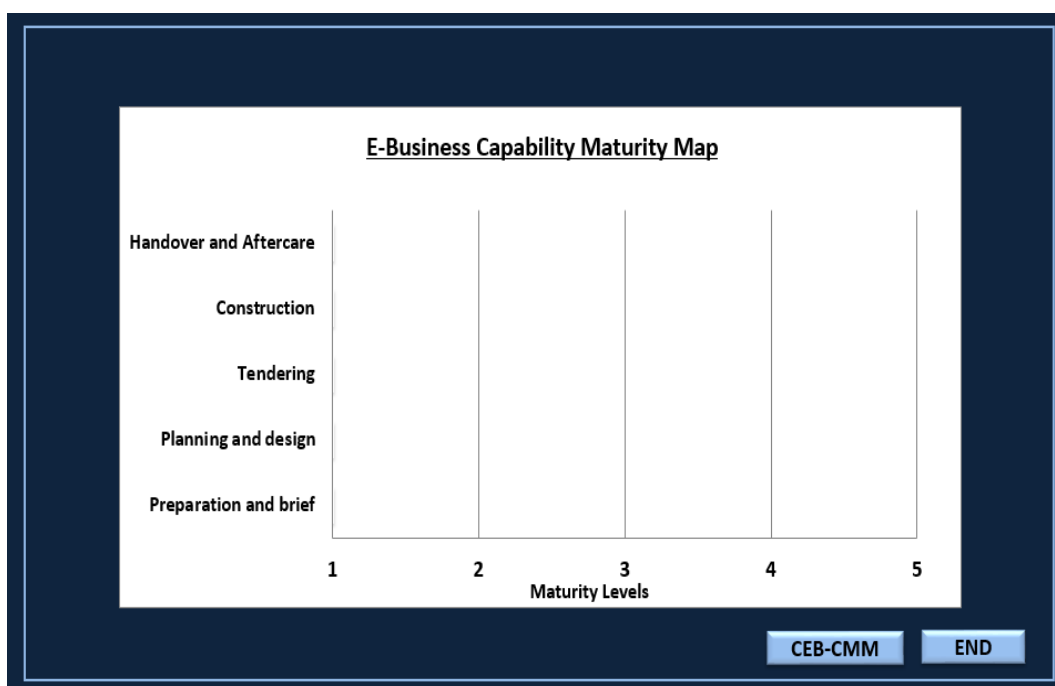 E-Business Capability Maturity Map
Handover and Aftercare
Construction
Tendering
Planning and design
Preparation and brief
1 2 3 4 5
Maturity Levels
CEB-CMM END